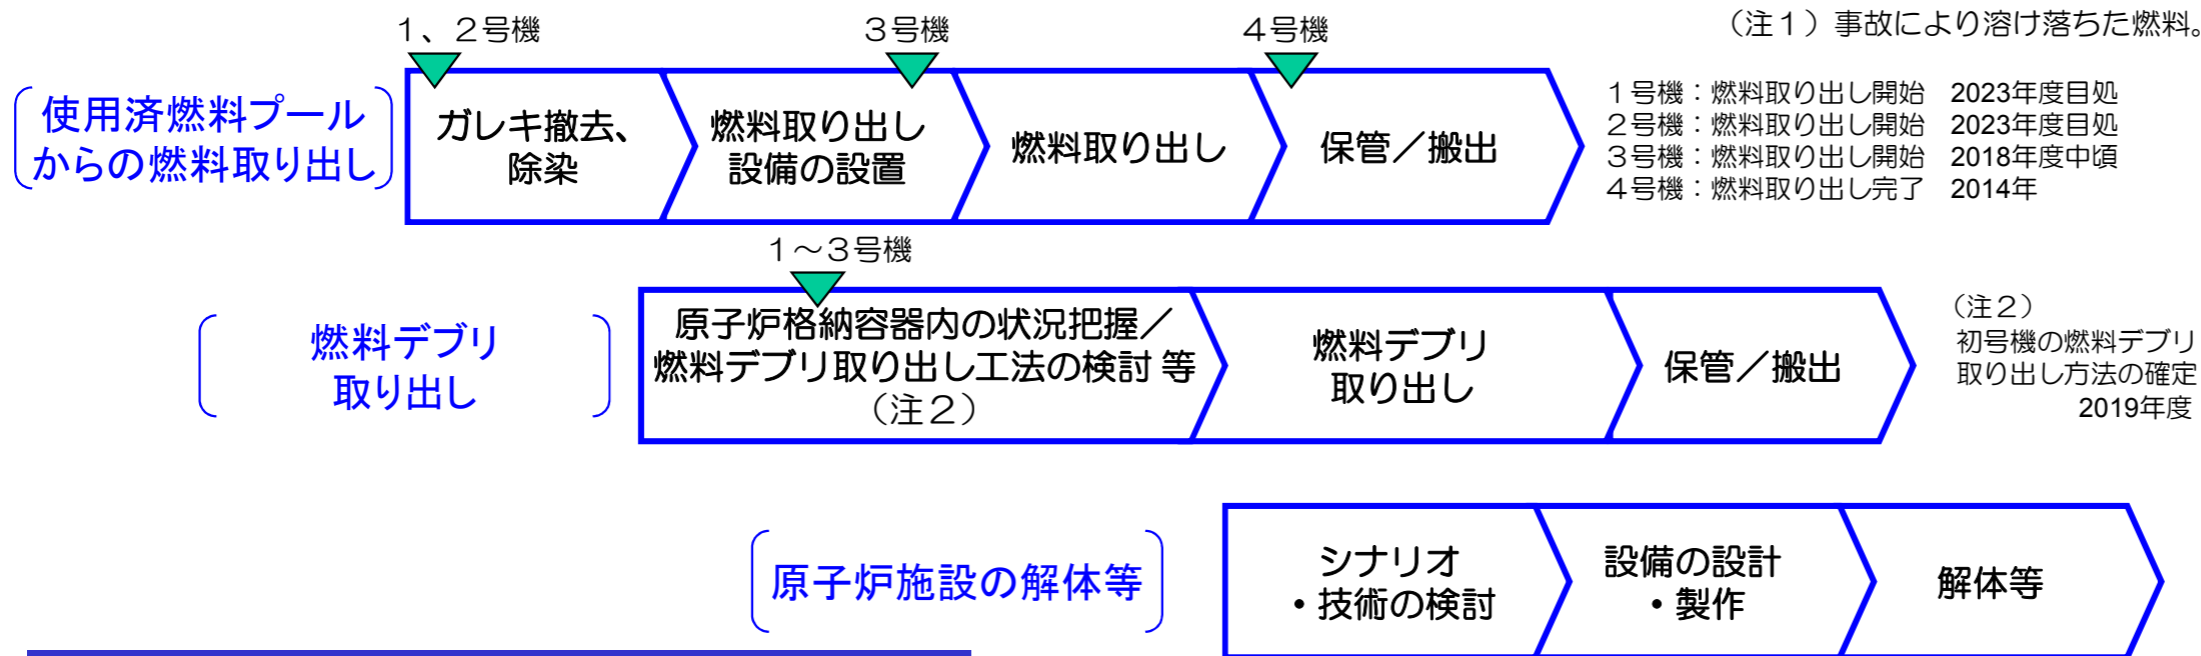 （注１）事故により溶け落ちた燃料。
１、２号機
３号機
４号機
使用済燃料プール
からの燃料取り出し
ガレキ撤去、
除染
燃料取り出し
設備の設置
燃料取り出し
保管／搬出
１号機：燃料取り出し開始　2023年度目処
２号機：燃料取り出し開始　2023年度目処
３号機：燃料取り出し開始　2018年度中頃
４号機：燃料取り出し完了　2014年
１～３号機
燃料デブリ
取り出し
原子炉格納容器内の状況把握／
燃料デブリ取り出し工法の検討 等
（注２）
燃料デブリ
取り出し
保管／搬出
（注２）
初号機の燃料デブリ
取り出し方法の確定
2019年度
原子炉施設の解体等
シナリオ
・技術の検討
設備の設計
・製作
解体等